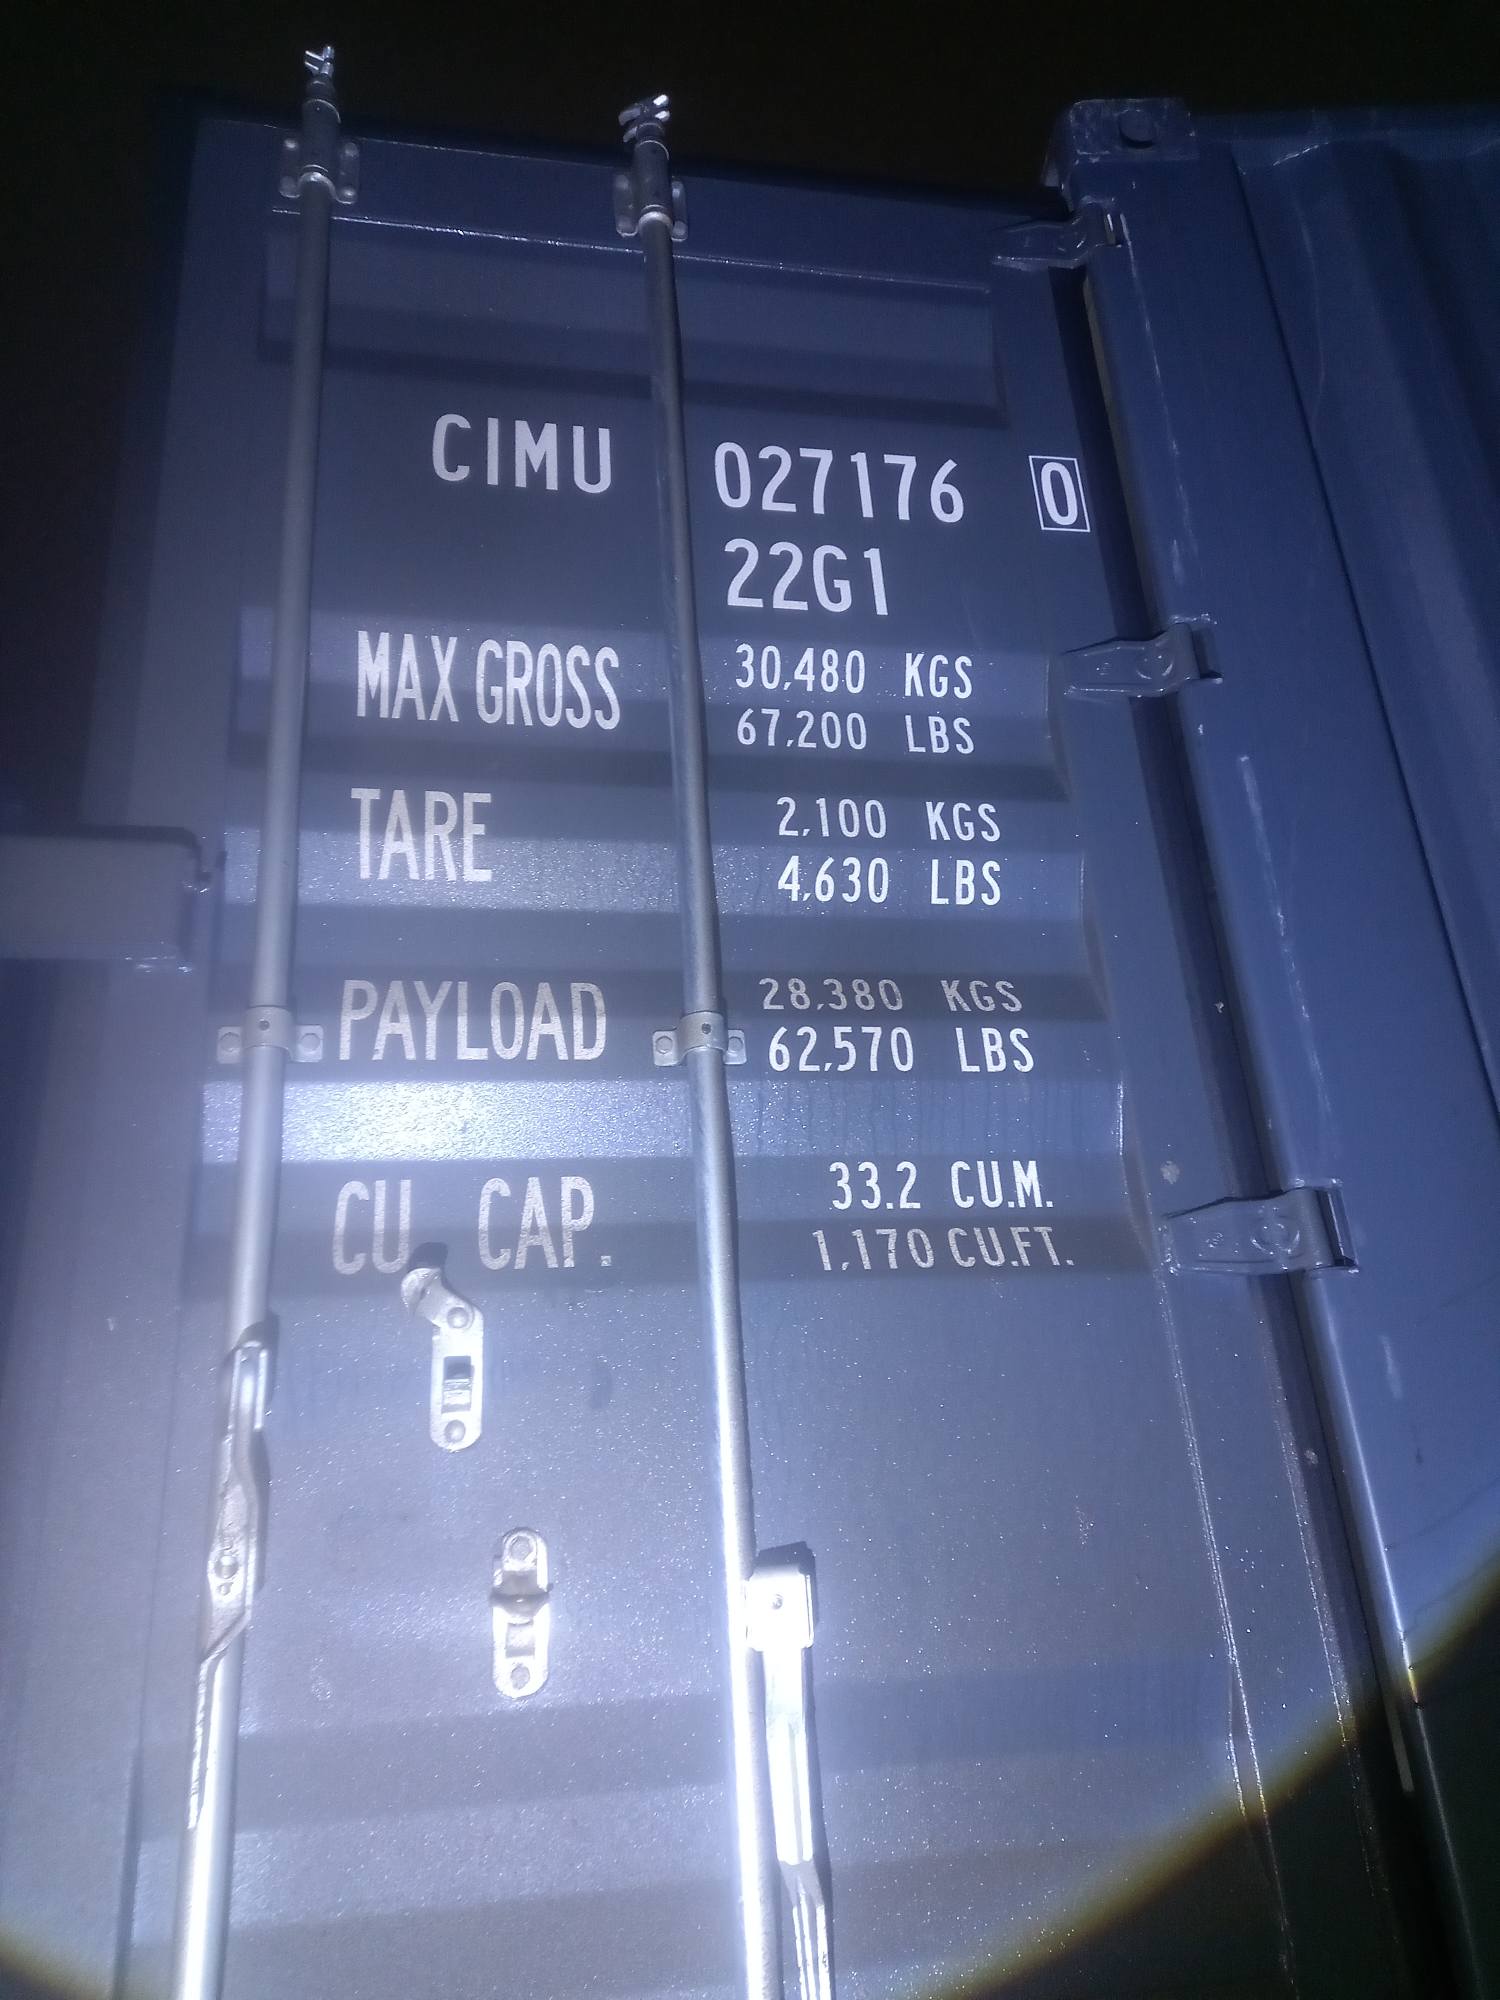 CIMU 027176 0
22G1
MAX GROSS 30,480 KGS
67,200 LBS
TARE 2,100 KGS
4,630 LBS
PAYLOAD 28,380 KGS
62,570 LBS
CU CAP. 33.2 CU.M.
1,170 CU.FT.